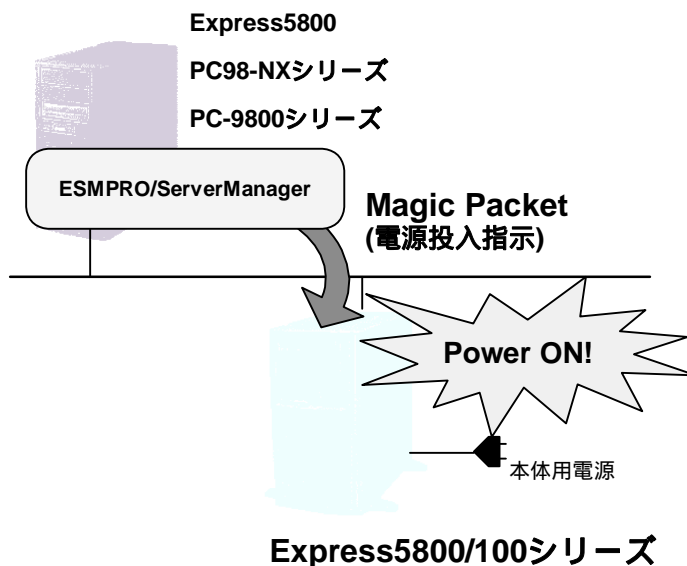 Express5800
PC98-NXシリーズ
PC-9800シリーズ
ESMPRO/ServerManager
Magic Packet
(電源投入指示)
Power ON!
本体用電源
Express5800/100シリーズ